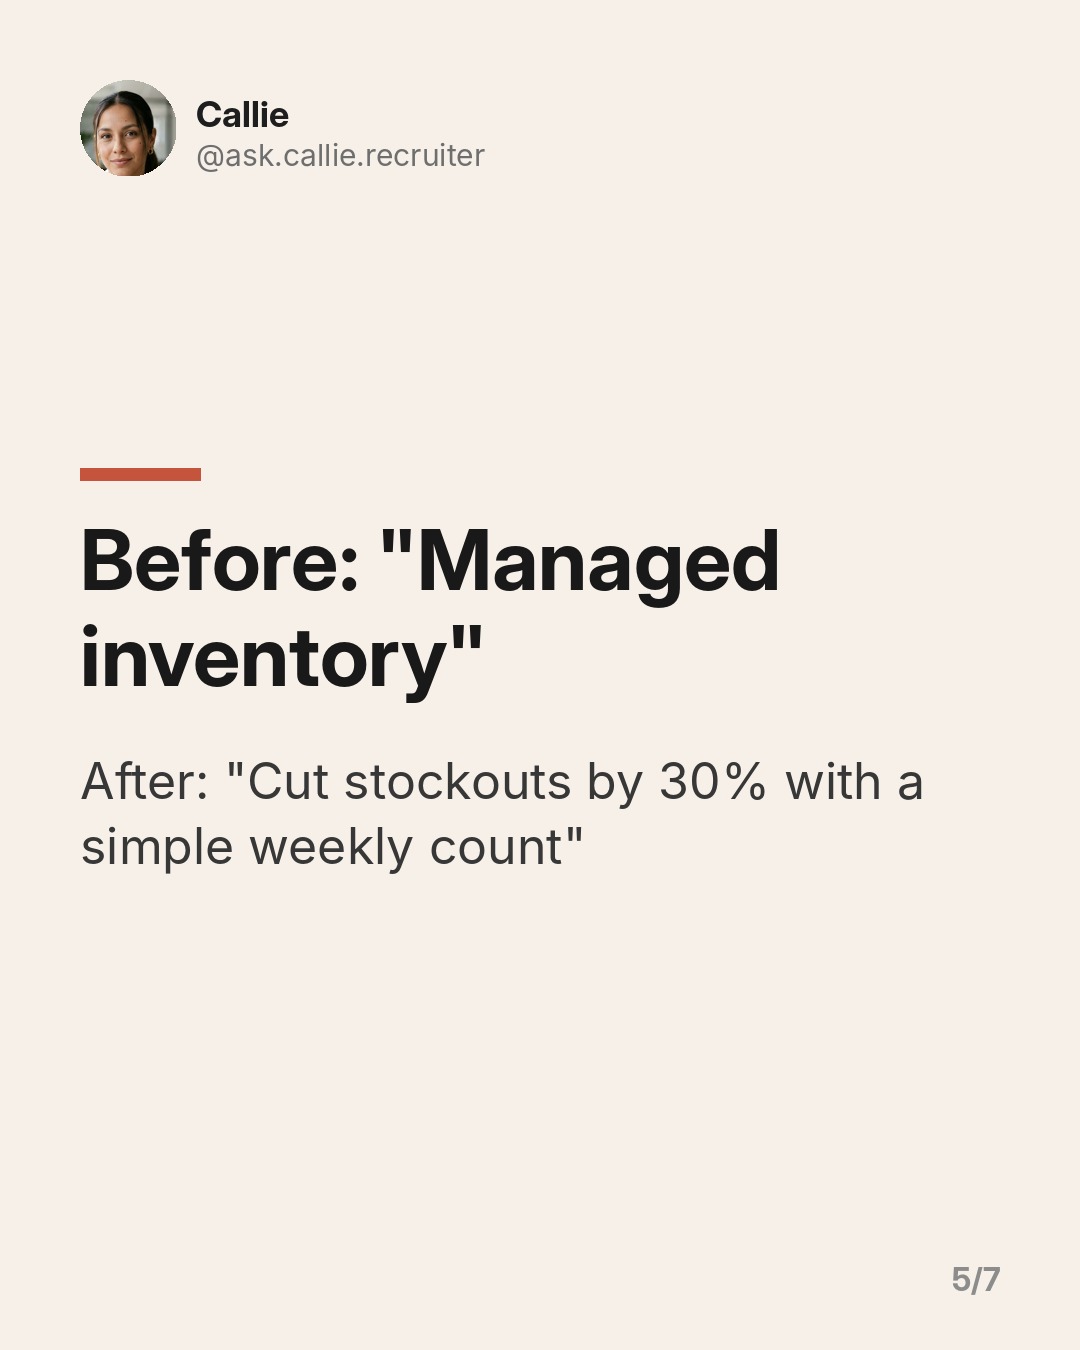 Callie
@ask.callie.recruiter
Before: "Managed
inventory"
After: "Cut stockouts by 30% with a
simple weekly count"
5/7